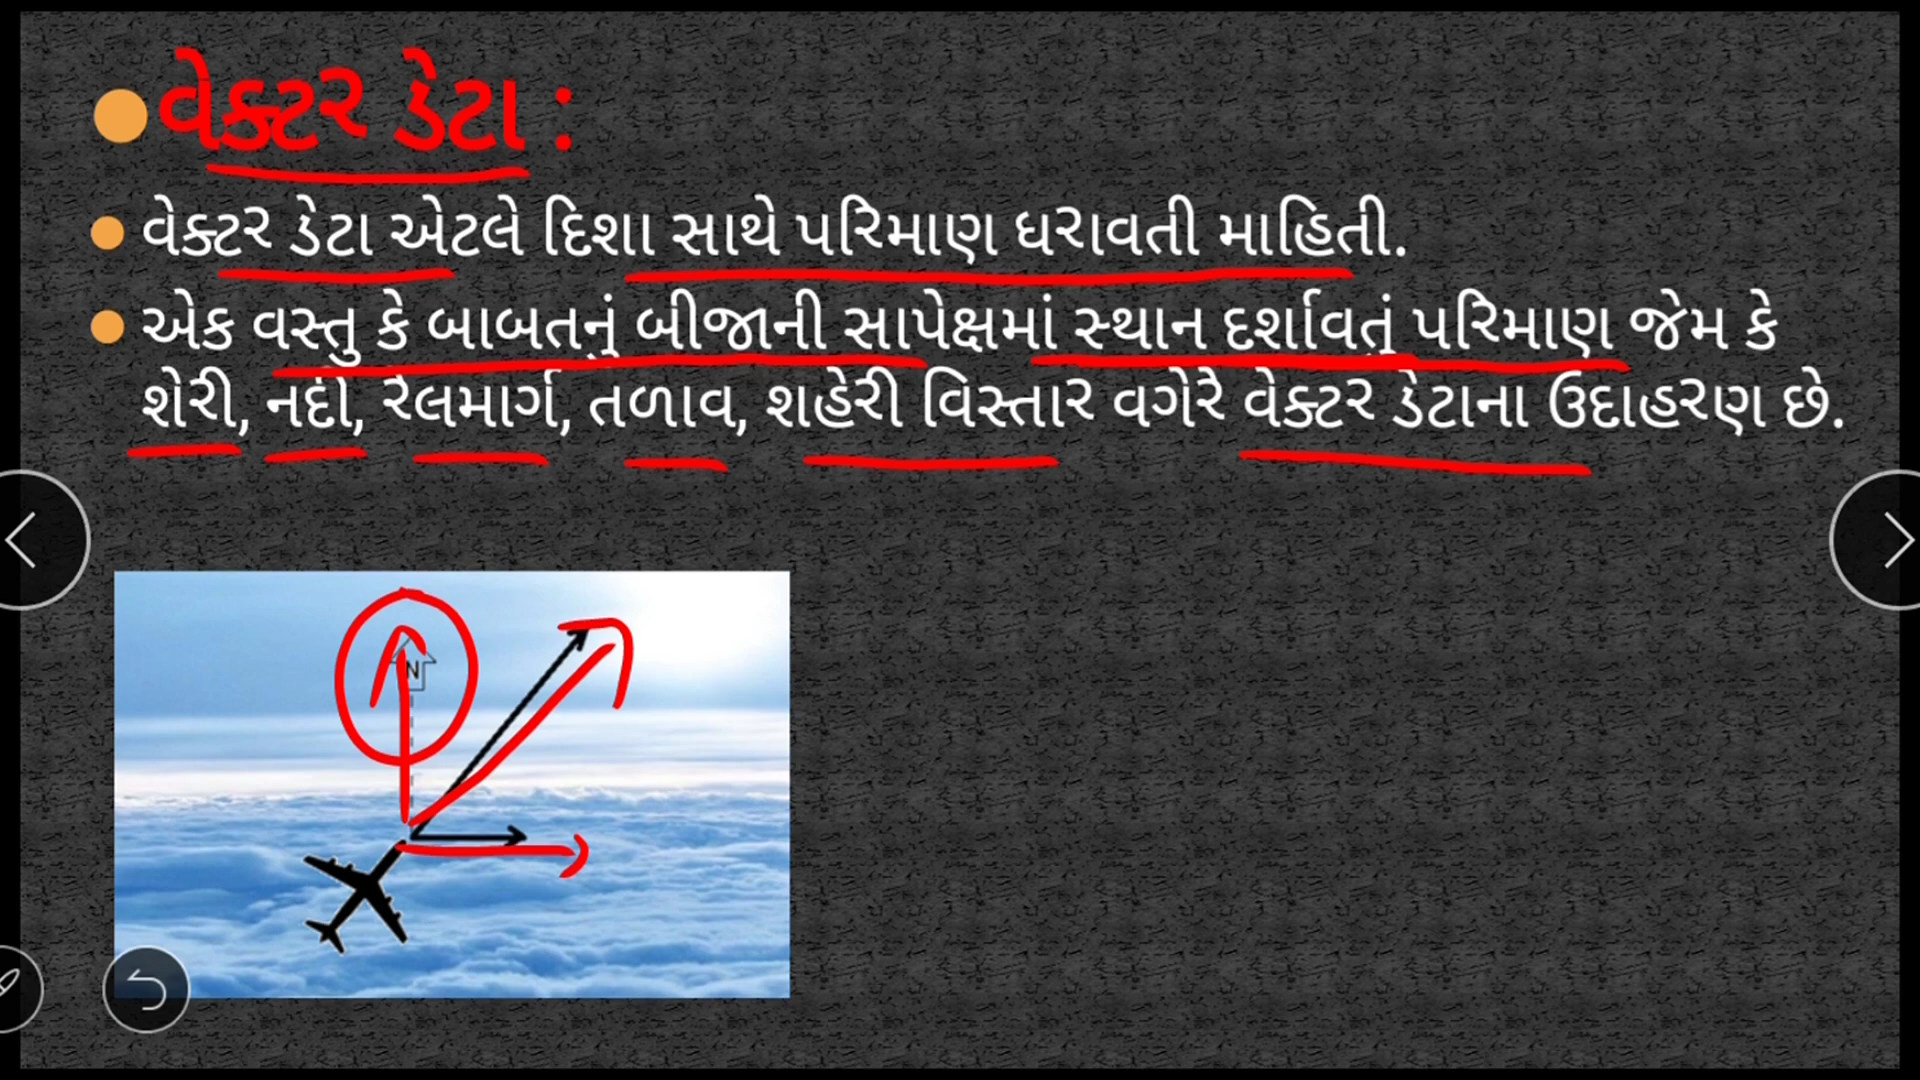 વેક્ટર ડેટા :
વેક્ટર ડેટા એટલે દિશા સાથે પરિમાણ ધરાવતી માહિતી.
એક વસ્તુ કે બાબતનું બીજાની સાપેક્ષમાં સ્થાન દર્શાવતું પરિમાણ જેમ કે
શેરી, નદી, રેલમાર્ગ, તળાવ, શહેરી વિસ્તાર વગેરે વેક્ટર ડેટાના ઉદાહરણ છે.
N